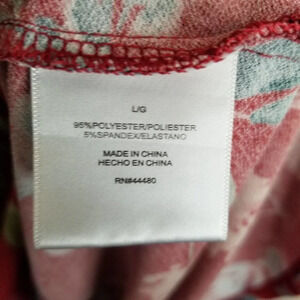 L/G
95%POLYESTER/POLIESTER
5%SPANDEX/ELASTANO
MADE IN CHINA
HECHO EN CHINA
RN#44480